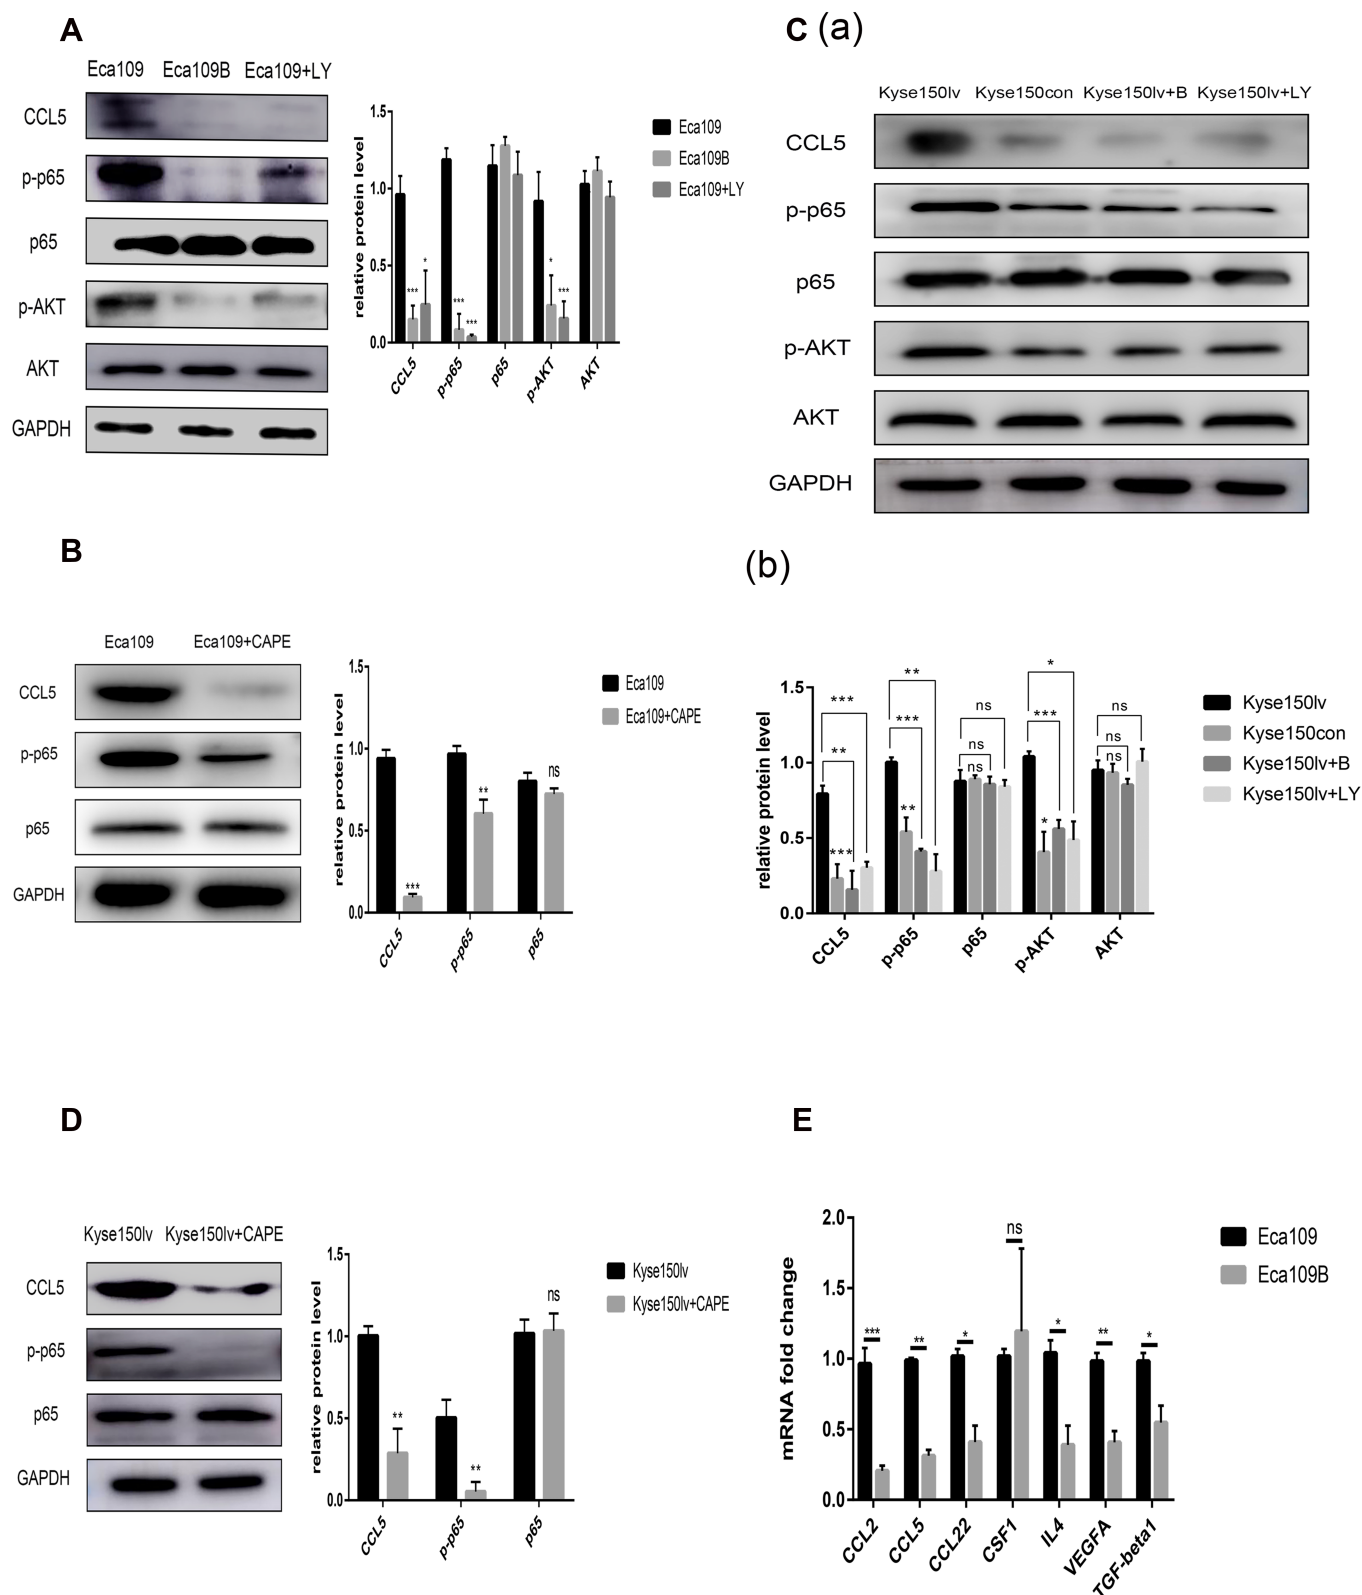 A
Eca109 Eca109B Eca109+LY
CCL5
p-p65
p65
p-AKT
AKT
GAPDH
relative protein level
1.5
1.0
0.5
0.0
*** *
*** ***
* ***
CCL5 p-p65 p65 p-AKT AKT
Eca109
Eca109B
Eca109+LY
C (a)
Kyse150lv Kyse150con Kyse150lv+B Kyse150lv+LY
CCL5
p-p65
p65
p-AKT
AKT
GAPDH
B
Eca109 Eca109+CAPE
CCL5
p-p65
p65
GAPDH
relative protein level
1.5
1.0
0.5
0.0
*** ** ns
CCL5 p-p65 p65
Eca109
Eca109+CAPE
(b)
relative protein level
1.5
1.0
0.5
0.0
***
**
***
**
***
**
ns
ns
ns
*
***
*
ns
ns
ns
CCL5 p-p65 p65 p-AKT AKT
Kyse150lv
Kyse150con
Kyse150lv+B
Kyse150lv+LY
D
Kyse150lv Kyse150lv+CAPE
CCL5
p-p65
p65
GAPDH
relative protein level
1.5
1.0
0.5
0.0
** ** ns
CCL5 p-p65 p65
Kyse150lv
Kyse150lv+CAPE
E
mRNA fold change
2.0
1.5
1.0
0.5
0.0
*** ** * ns * ** *
CCL2 CCL5 CCL22 CSF1 IL4 VEGFA TGF-beta1
Eca109
Eca109B